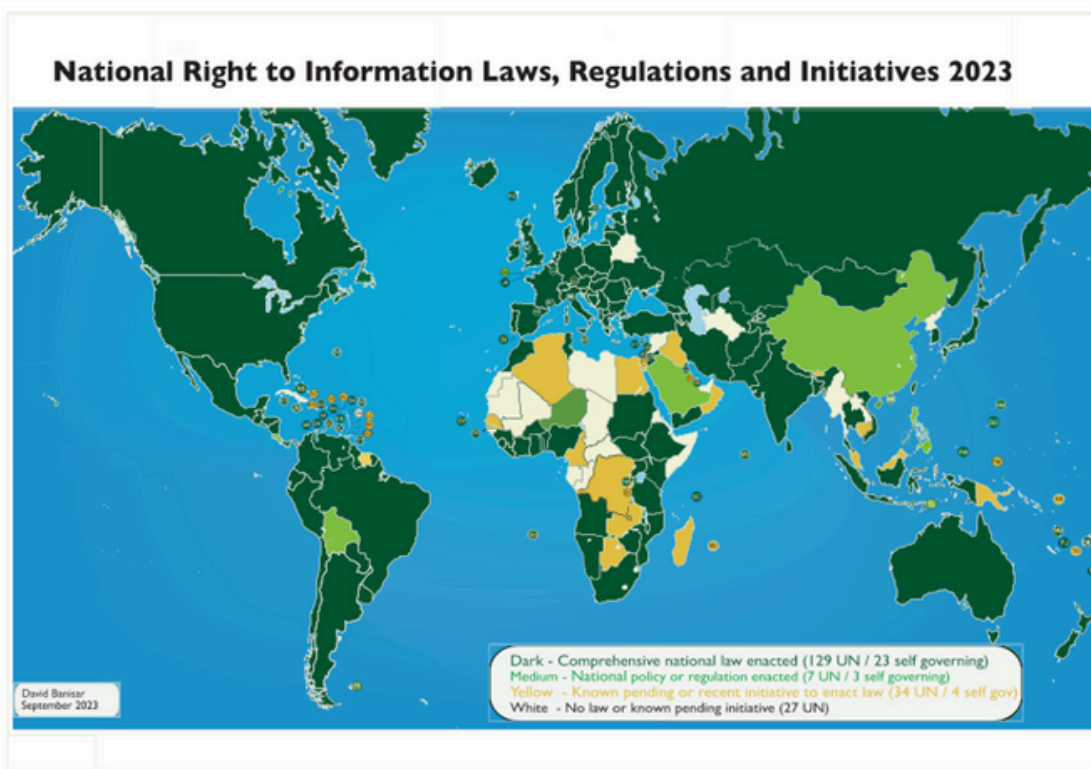 National Right to Information Laws, Regulations and Initiatives 2023
Dark - Comprehensive national law enacted (129 UN / 23 self governing)
Medium - National policy or regulation enacted (7 UN / 3 self governing)
Yellow - Known pending or recent initiative to enact law (34 UN / 4 self gov)
White - No law or known pending initiative (27 UN)
David Banisar
September 2023